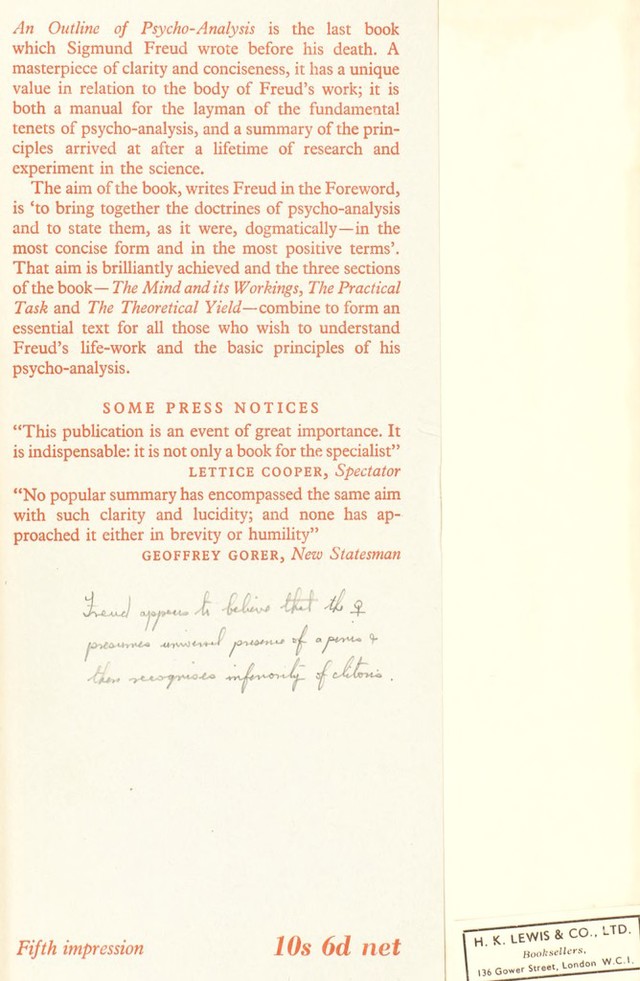 An Outline of Psycho-Analysis is the last book
which Sigmund Freud wrote before his death. A
masterpiece of clarity and conciseness, it has a unique
value in relation to the body of Freud's work; it is
both a manual for the layman of the fundamental
tenets of psycho-analysis, and a summary of the prin-
ciples arrived at after a lifetime of research and
experiment in the science.
The aim of the book, writes Freud in the Foreword,
is ‘to bring together the doctrines of psycho-analysis
and to state them, as it were, dogmatically—in the
most concise form and in the most positive terms’.
That aim is brilliantly achieved and the three sections
of the book—The Mind and its Workings, The Practical
Task and The Theoretical Yield—combine to form an
essential text for all those who wish to understand
Freud's life-work and the basic principles of his
psycho-analysis.
SOME PRESS NOTICES
“This publication is an event of great importance. It
is indispensable: it is not only a book for the specialist”
LETTICE COOPER, Spectator
“No popular summary has encompassed the same aim
with such clarity and lucidity; and none has ap-
proached it either in brevity or humility”
GEOFFREY GORER, New Statesman
Freud appears to believe that the ♀
presumes universal presence of a penis &
then recognises inferiority of clitoris.
Fifth impression
10s 6d net
H. K. LEWIS & CO., LTD.
Booksellers,
136 Gower Street, London W.C.1.